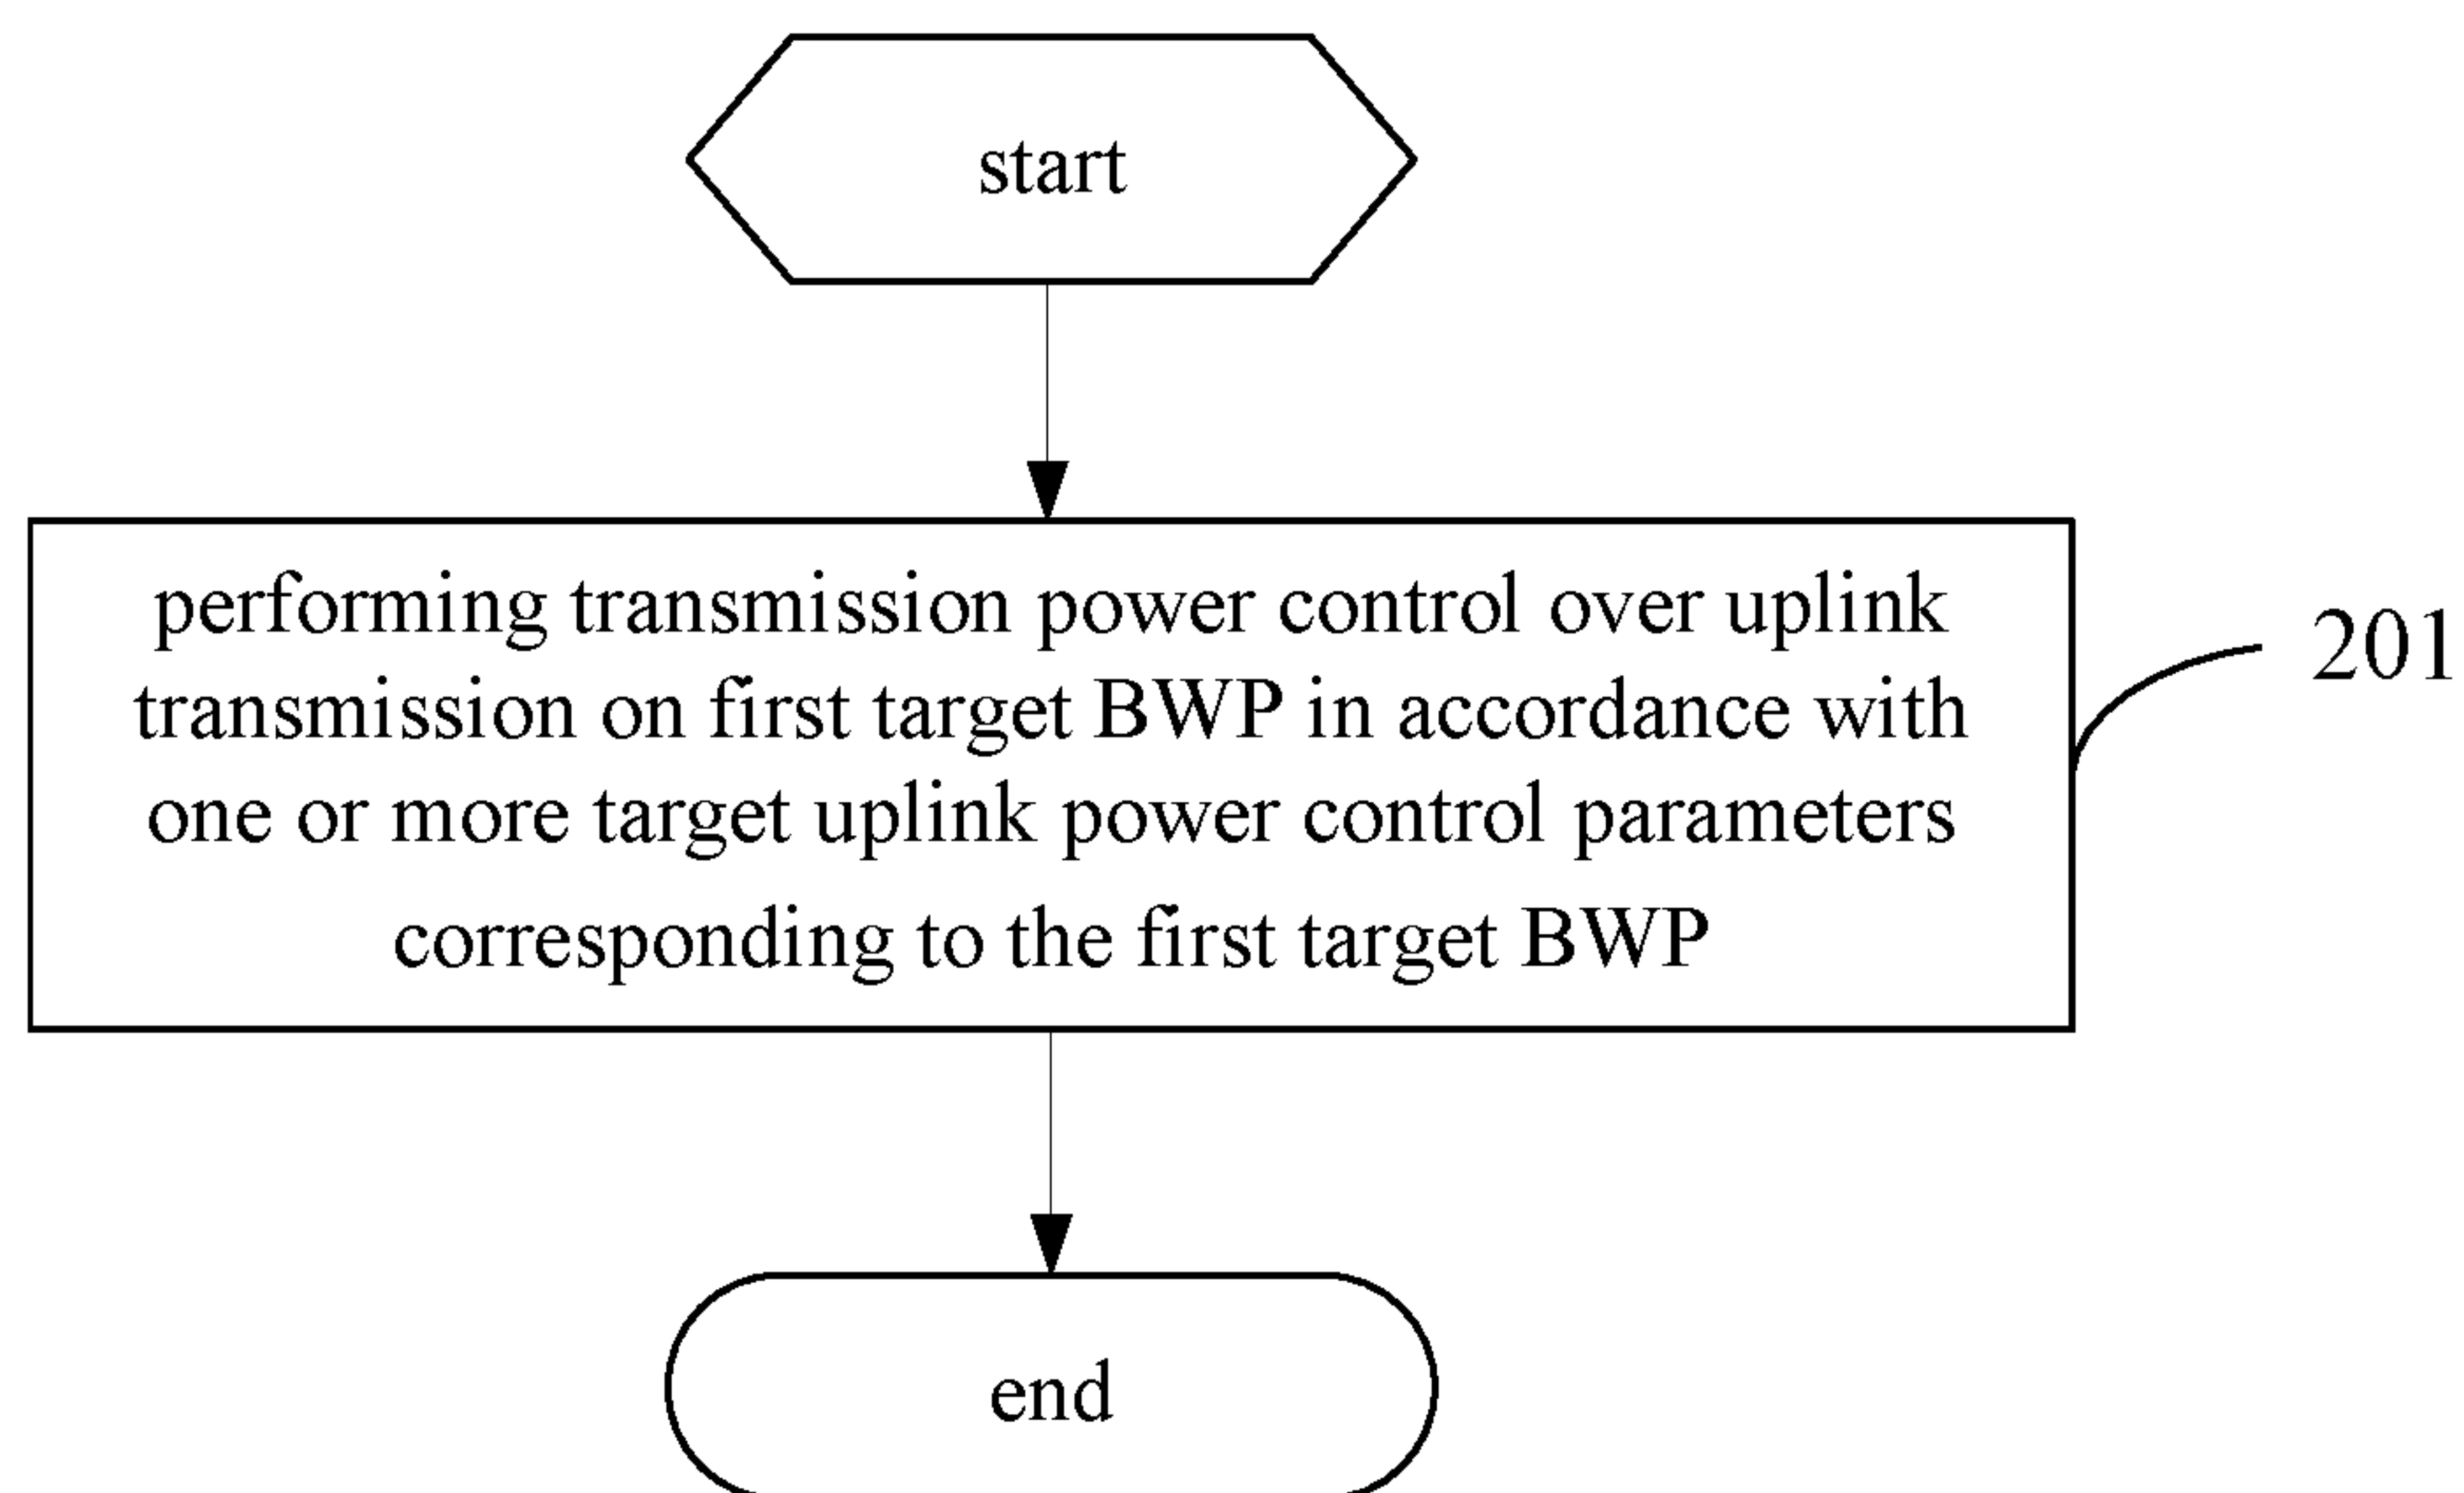 start
performing transmission power control over uplink
transmission on first target BWP in accordance with
one or more target uplink power control parameters
corresponding to the first target BWP
201
end